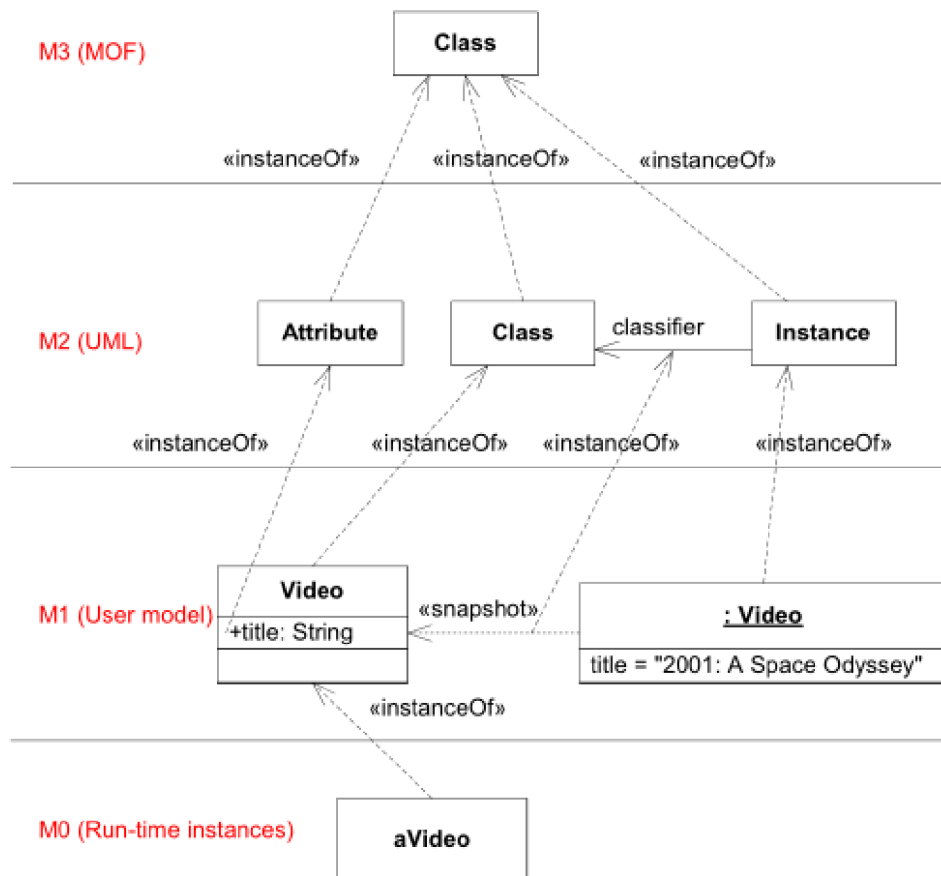 M3 (MOF)
Class
«instanceOf»
«instanceOf»
«instanceOf»
M2 (UML)
Attribute
Class
classifier
Instance
«instanceOf»
«instanceOf»
«instanceOf»
«instanceOf»
M1 (User model)
Video
+title: String
«snapshot»
: Video
title = "2001: A Space Odyssey"
«instanceOf»
M0 (Run-time instances)
aVideo